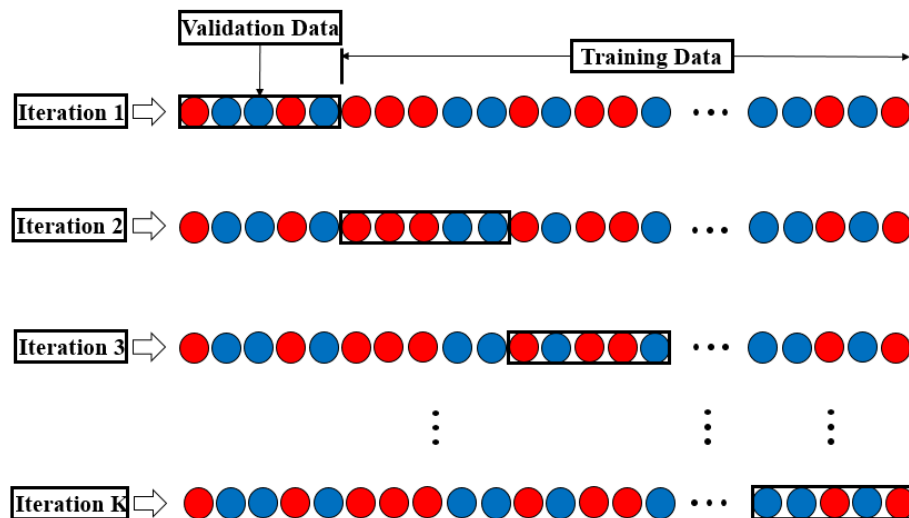 Validation Data
Training Data
Iteration 1
Iteration 2
Iteration 3
Iteration K